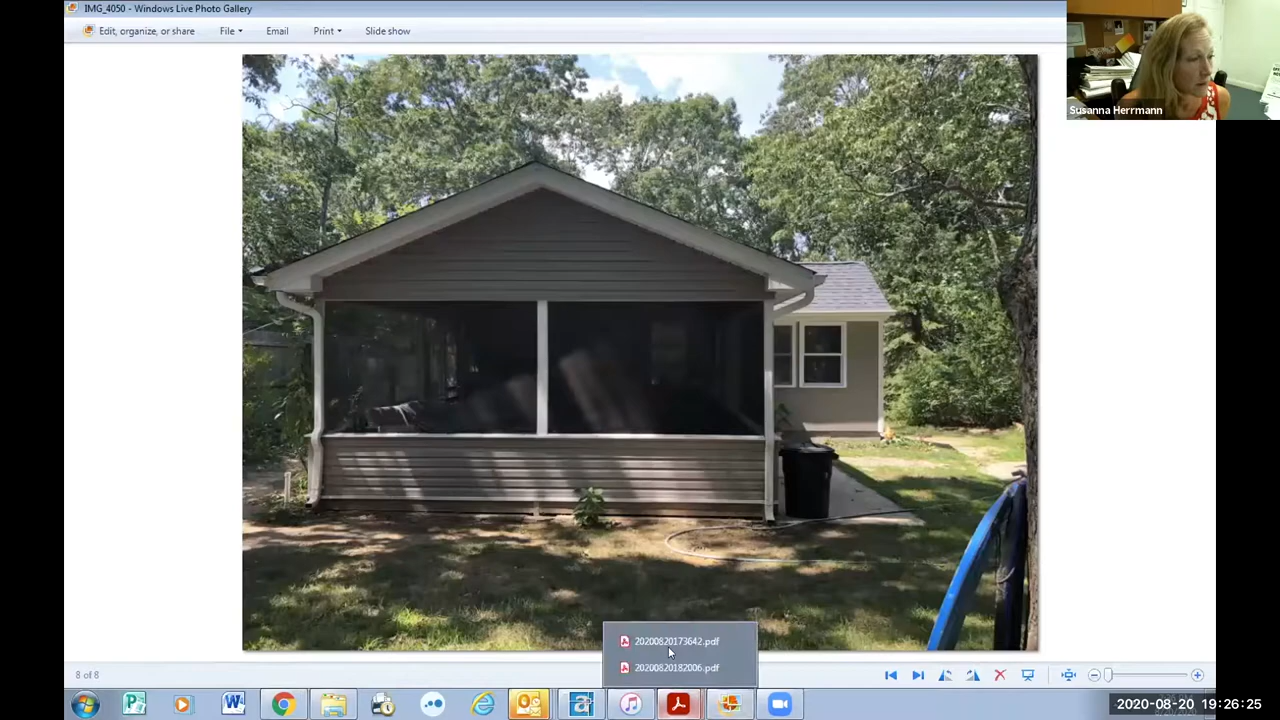 IMG_4050 - Windows Live Photo Gallery
Edit, organize, or share File Email Print Slide show
Susanna Herrmann
20200820173642.pdf
20200820182006.pdf
8 of 8
2020-08-20 19:26:25